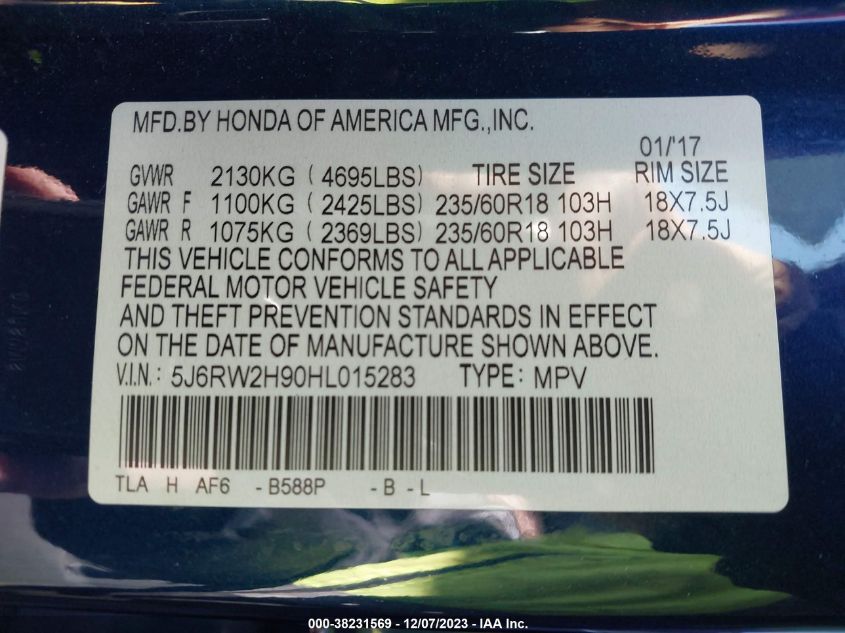 MFD.BY HONDA OF AMERICA MFG.,INC.
01/'17
GVWR 2130KG ( 4695LBS) TIRE SIZE RIM SIZE
GAWR F 1100KG ( 2425LBS) 235/60R18 103H 18X7.5J
GAWR R 1075KG ( 2369LBS) 235/60R18 103H 18X7.5J
THIS VEHICLE CONFORMS TO ALL APPLICABLE
FEDERAL MOTOR VEHICLE SAFETY
AND THEFT PREVENTION STANDARDS IN EFFECT
ON THE DATE OF MANUFACTURE SHOWN ABOVE.
V.I.N.: 5J6RW2H90HL015283 TYPE: MPV
TLA H AF6 -B588P -B -L
000-38231569 - 12/07/2023 - IAA Inc.